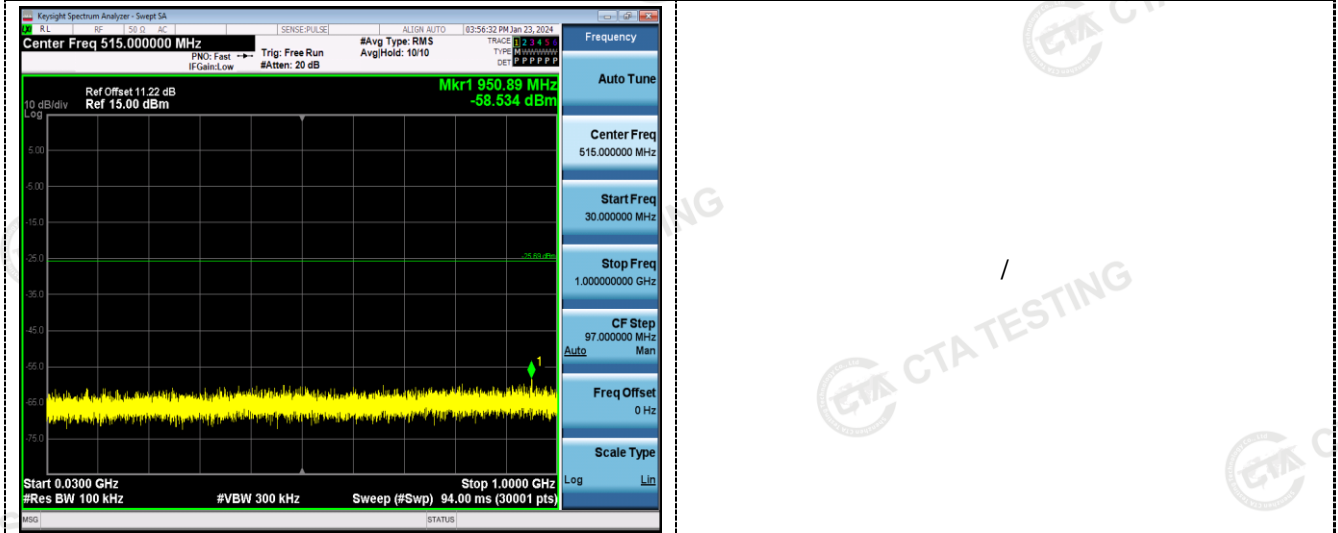 Keysight Spectrum Analyzer - Swept SA
RL RF 50 Ω AC SENSE:PULSE ALIGN AUTO 03:56:32 PM Jan 23, 2024
Center Freq 515.000000 MHz
PNO: Fast
IFGain:Low
Trig: Free Run
#Atten: 20 dB
#Avg Type: RMS
Avg|Hold: 10/10
TRACE 1 2 3 4 5 6
TYPE M W W W W W
DET P P P P P P
Mkr1 950.89 MHz
-58.534 dBm
Ref Offset 11.22 dB
10 dB/div Ref 15.00 dBm
Log
5.00
-5.00
-15.0
-25.0
-25.69 dBm
-35.0
-45.0
-55.0
1
-65.0
-75.0
Start 0.0300 GHz Stop 1.0000 GHz
#Res BW 100 kHz #VBW 300 kHz Sweep (#Swp) 94.00 ms (30001 pts)
MSG STATUS
Frequency
Auto Tune
Center Freq
515.000000 MHz
Start Freq
30.000000 MHz
Stop Freq
1.000000000 GHz
CF Step
97.000000 MHz
Auto Man
Freq Offset
0 Hz
Scale Type
Log Lin
/
CTA TESTING